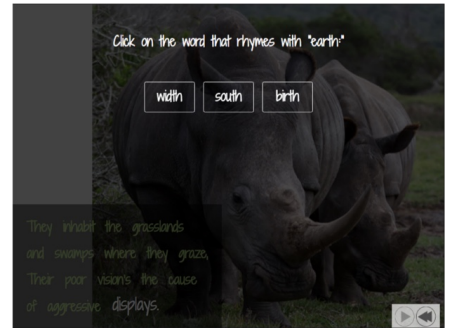 Click on the word that rhymes with "earth:"
width south birth
They inhabit the grasslands
and swamps where they graze,
Their poor vision's the cause
of aggressive displays.